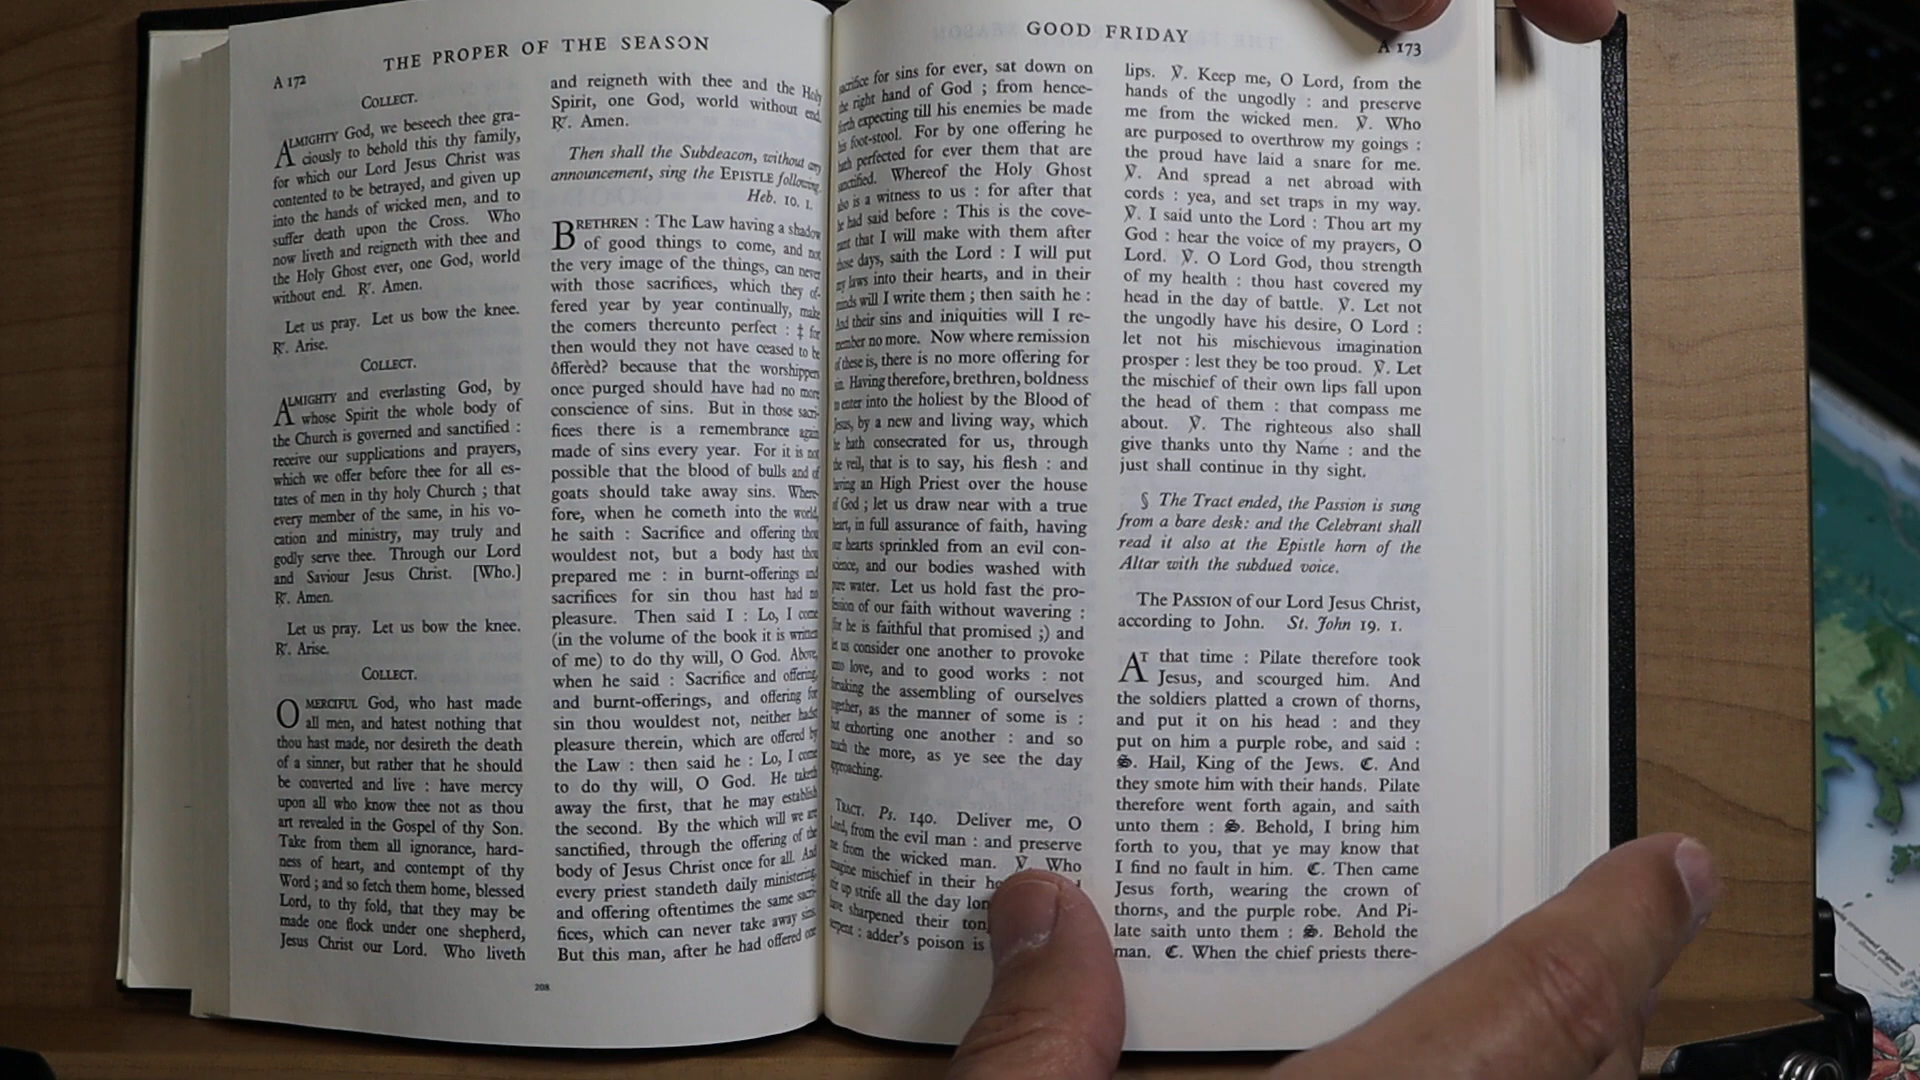 THE PROPER OF THE SEASON
A 172
COLLECT.
ALMIGHTY God, we beseech thee gra-
ciously to behold this thy family,
for which our Lord Jesus Christ was
contented to be betrayed, and given up
into the hands of wicked men, and to
suffer death upon the Cross. Who
now liveth and reigneth with thee and
the Holy Ghost ever, one God, world
without end. R⁄. Amen.
Let us pray. Let us bow the knee.
R⁄. Arise.
COLLECT.
ALMIGHTY and everlasting God, by
whose Spirit the whole body of
the Church is governed and sanctified :
receive our supplications and prayers,
which we offer before thee for all es-
tates of men in thy holy Church ; that
every member of the same, in his vo-
cation and ministry, may truly and
godly serve thee. Through our Lord
and Saviour Jesus Christ. [Who.]
R⁄. Amen.
Let us pray. Let us bow the knee.
R⁄. Arise.
COLLECT.
O MERCIFUL God, who hast made
all men, and hatest nothing that
thou hast made, nor desireth the death
of a sinner, but rather that he should
be converted and live : have mercy
upon all who know thee not as thou
art revealed in the Gospel of thy Son.
Take from them all ignorance, hard-
ness of heart, and contempt of thy
Word ; and so fetch them home, blessed
Lord, to thy fold, that they may be
made one flock under one shepherd,
Jesus Christ our Lord. Who liveth
and reigneth with thee and the Holy
Spirit, one God, world without end.
R⁄. Amen.
Then shall the Subdeacon, without any
announcement, sing the EPISTLE following.
Heb. 10. 1.
BRETHREN : The Law having a shadow
of good things to come, and not
the very image of the things, can never
with those sacrifices, which they of-
fered year by year continually, make
the comers thereunto perfect : ‡ for
then would they not have ceased to be
ôfferèd? because that the worshippers
once purged should have had no more
conscience of sins. But in those sacri-
fices there is a remembrance again
made of sins every year. For it is not
possible that the blood of bulls and of
goats should take away sins. Where-
fore, when he cometh into the world,
he saith : Sacrifice and offering thou
wouldest not, but a body hast thou
prepared me : in burnt-offerings and
sacrifices for sin thou hast had no
pleasure. Then said I : Lo, I come
(in the volume of the book it is written
of me) to do thy will, O God. Above,
when he said : Sacrifice and offering,
and burnt-offerings, and offering for
sin thou wouldest not, neither hadst
pleasure therein, which are offered by
the Law : then said he : Lo, I come
to do thy will, O God. He taketh
away the first, that he may establish
the second. By the which will we are
sanctified, through the offering of the
body of Jesus Christ once for all. And
every priest standeth daily ministering,
and offering oftentimes the same sacri-
fices, which can never take away sins.
But this man, after he had offered one
208
GOOD FRIDAY
A 173
sacrifice for sins for ever, sat down on
the right hand of God ; from hence-
forth expecting till his enemies be made
his foot-stool. For by one offering he
hath perfected for ever them that are
sanctified. Whereof the Holy Ghost
also is a witness to us : for after that
he had said before : This is the cove-
nant that I will make with them after
those days, saith the Lord : I will put
my laws into their hearts, and in their
minds will I write them ; then saith he :
And their sins and iniquities will I re-
member no more. Now where remission
of these is, there is no more offering for
sin. Having therefore, brethren, boldness
to enter into the holiest by the Blood of
Jesus, by a new and living way, which
he hath consecrated for us, through
the veil, that is to say, his flesh : and
having an High Priest over the house
of God ; let us draw near with a true
heart, in full assurance of faith, having
our hearts sprinkled from an evil con-
science, and our bodies washed with
pure water. Let us hold fast the pro-
fession of our faith without wavering :
(for he is faithful that promised ;) and
let us consider one another to provoke
unto love, and to good works : not
forsaking the assembling of ourselves
together, as the manner of some is :
but exhorting one another : and so
much the more, as ye see the day
approaching.
TRACT. Ps. 140. Deliver me, O
Lord, from the evil man : and preserve
me from the wicked man. ℣. Who
imagine mischief in their
stir up strife all the day
have sharpened their
serpent : adder's poison is
lips. ℣. Keep me, O Lord, from the
hands of the ungodly : and preserve
me from the wicked men. ℣. Who
are purposed to overthrow my goings :
the proud have laid a snare for me.
℣. And spread a net abroad with
cords : yea, and set traps in my way.
℣. I said unto the Lord : Thou art my
God : hear the voice of my prayers, O
Lord. ℣. O Lord God, thou strength
of my health : thou hast covered my
head in the day of battle. ℣. Let not
the ungodly have his desire, O Lord :
let not his mischievous imagination
prosper : lest they be too proud. ℣. Let
the mischief of their own lips fall upon
the head of them : that compass me
about. ℣. The righteous also shall
give thanks unto thy Name : and the
just shall continue in thy sight.
§ The Tract ended, the Passion is sung
from a bare desk: and the Celebrant shall
read it also at the Epistle horn of the
Altar with the subdued voice.
The PASSION of our Lord Jesus Christ,
according to John. St. John 19. 1.
AT that time : Pilate therefore took
Jesus, and scourged him. And
the soldiers platted a crown of thorns,
and put it on his head : and they
put on him a purple robe, and said :
S. Hail, King of the Jews. C. And
they smote him with their hands. Pilate
therefore went forth again, and saith
unto them : S. Behold, I bring him
forth to you, that ye may know that
I find no fault in him. C. Then came
Jesus forth, wearing the crown of
thorns, and the purple robe. And Pi-
late saith unto them : S. Behold the
man. C. When the chief priests there-